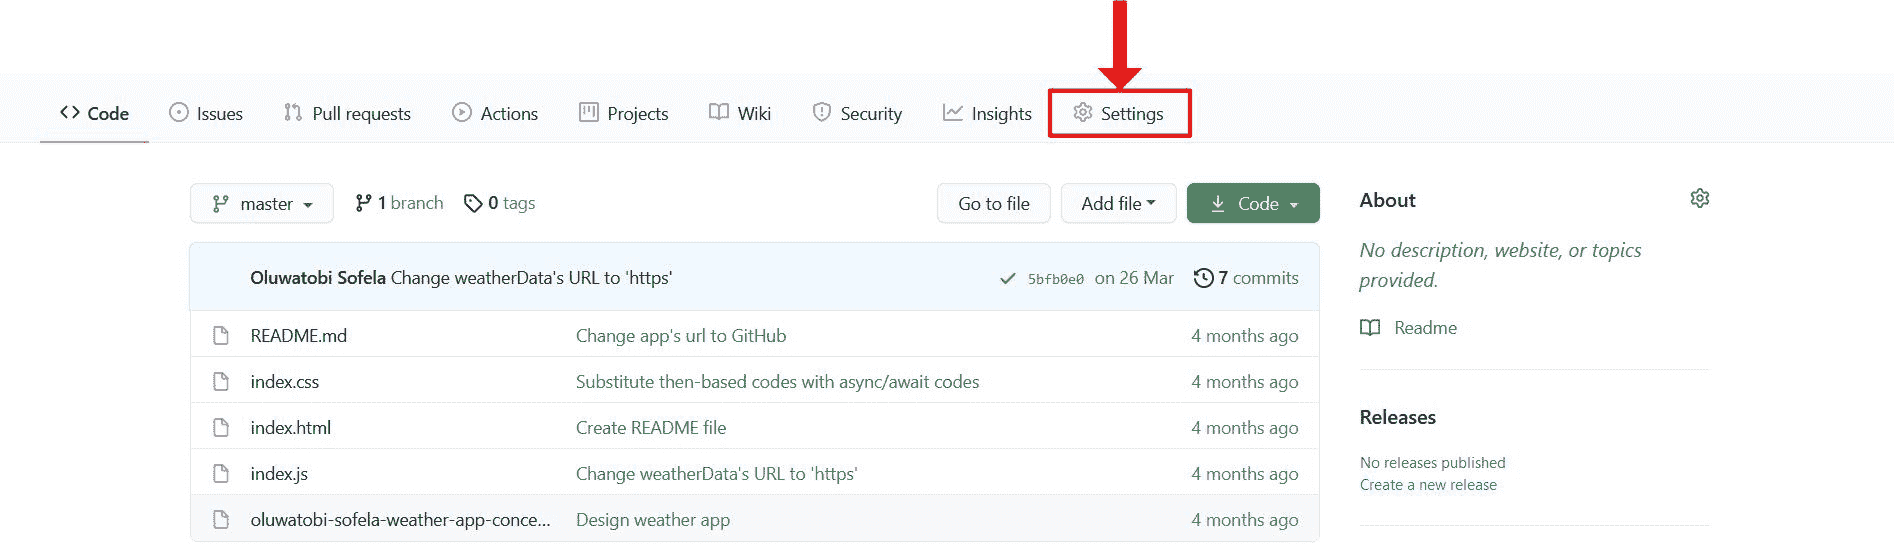 Code Issues Pull requests Actions Projects Wiki Security Insights Settings
master 1 branch 0 tags Go to file Add file Code
Oluwatobi Sofela Change weatherData's URL to 'https' 5bfb0e0 on 26 Mar 7 commits
README.md Change app's url to GitHub 4 months ago
index.css Substitute then-based codes with async/await codes 4 months ago
index.html Create README file 4 months ago
index.js Change weatherData's URL to 'https' 4 months ago
oluwatobi-sofela-weather-app-conce... Design weather app 4 months ago
About
No description, website, or topics
provided.
Readme
Releases
No releases published
Create a new release